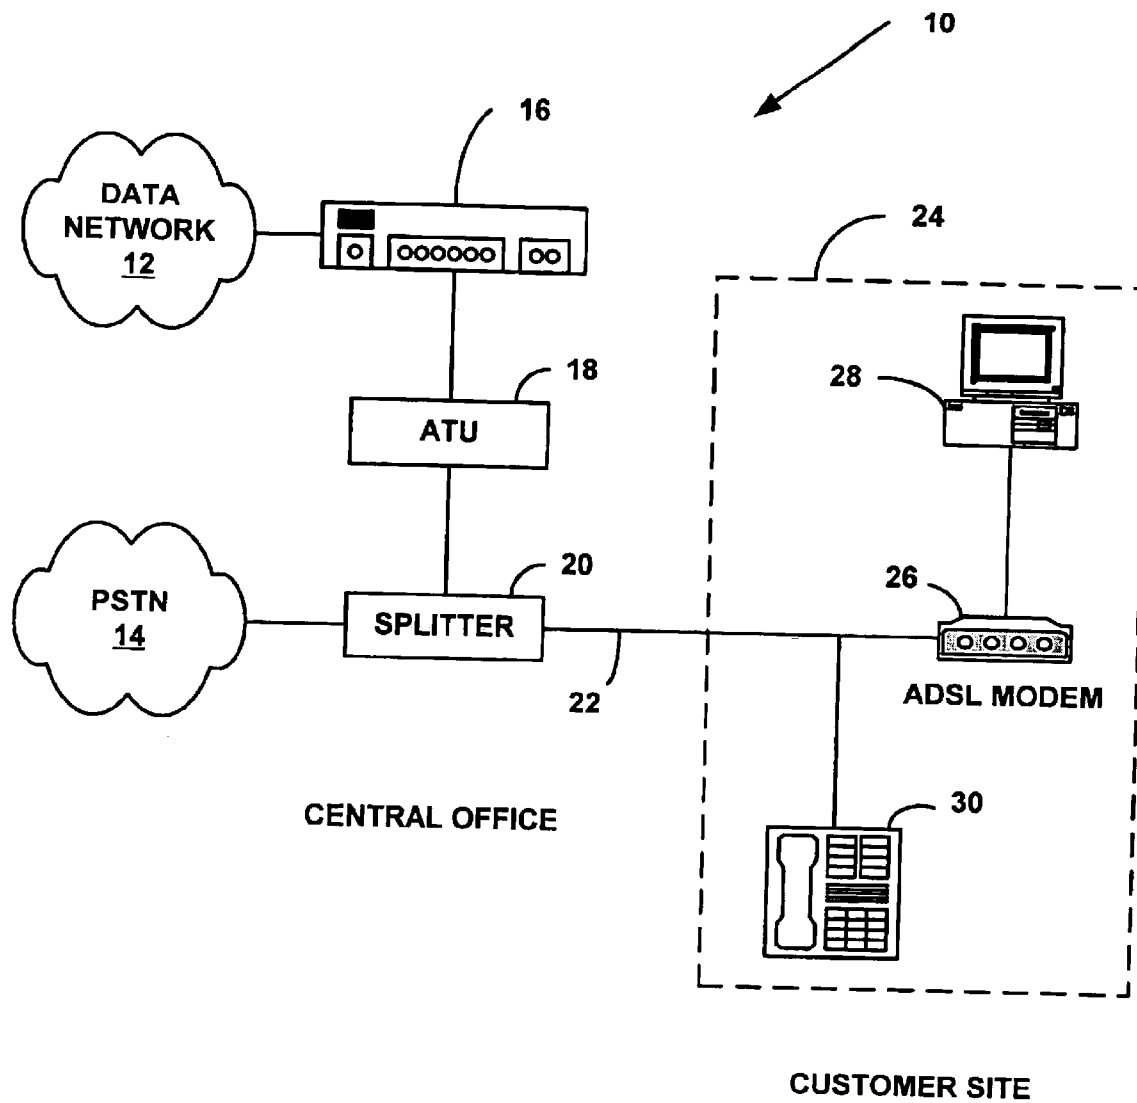 10
16
DATA
NETWORK
12
24
18
ATU
28
PSTN
14
20
SPLITTER
22
26
ADSL MODEM
CENTRAL OFFICE
30
CUSTOMER SITE